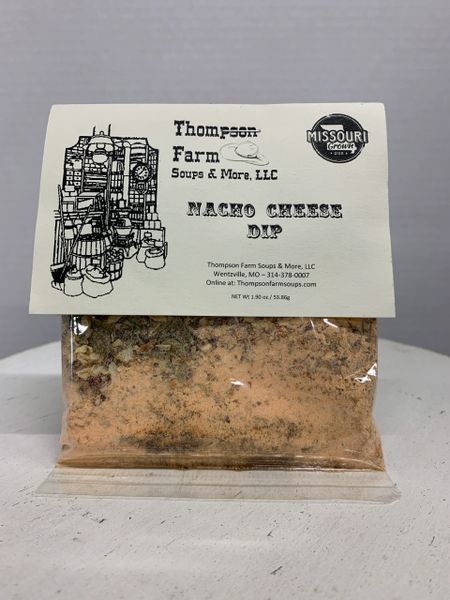 Thompson
Farm
Soups & More, LLC
MISSOURI
Grown
USA
NACHO CHEESE
DIP
Thompson Farm Soups & More, LLC
Wentzville, MO – 314-378-0007
Online at: Thompsonfarmsoups.com
NET Wt 1.90 oz./ 53.86g